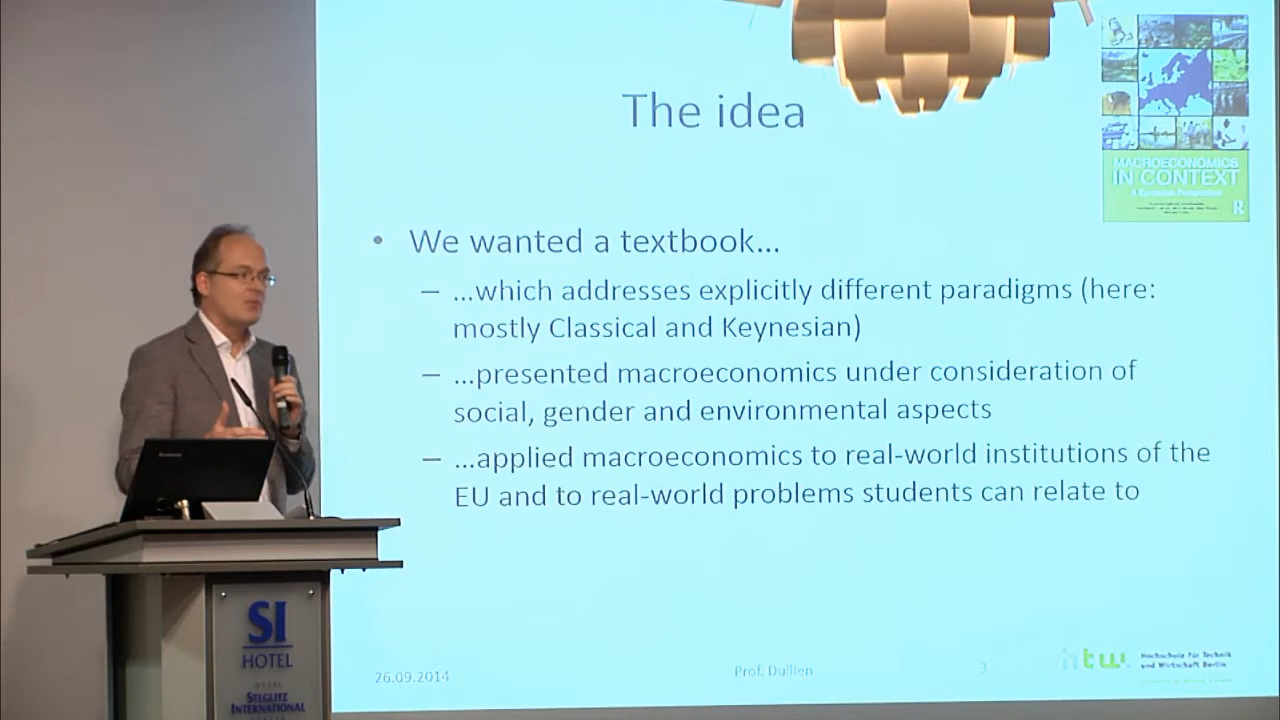 The idea
MACROECONOMICS
IN CONTEXT
A European Perspective
R
• We wanted a textbook...
– ...which addresses explicitly different paradigms (here:
mostly Classical and Keynesian)
– ...presented macroeconomics under consideration of
social, gender and environmental aspects
– ...applied macroeconomics to real-world institutions of the
EU and to real-world problems students can relate to
26.09.2014
Prof. Dullien
3
htw.
Hochschule für Technik
und Wirtschaft Berlin
Lenovo
SI
HOTEL
STEGLITZ
INTERNATIONAL